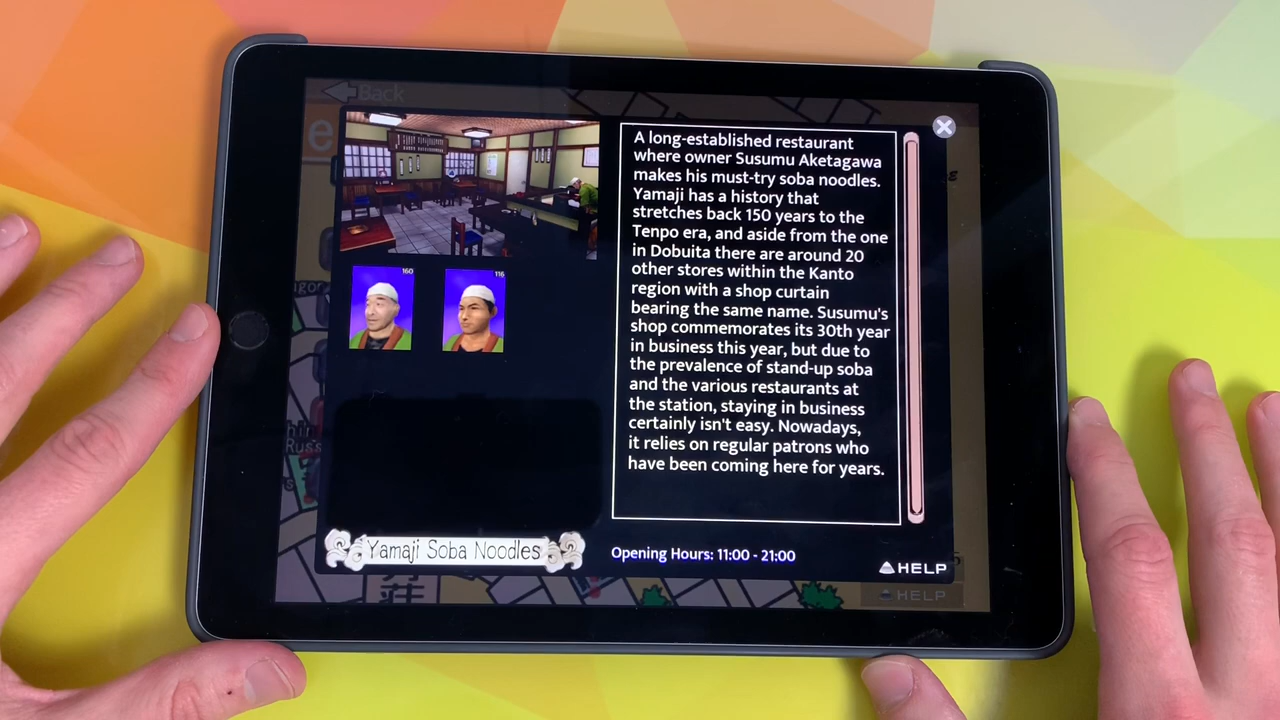 Back
e
A long-established restaurant
where owner Susumu Aketagawa
makes his must-try soba noodles.
Yamaji has a history that
stretches back 150 years to the
Tenpo era, and aside from the one
in Dobuita there are around 20
other stores within the Kanto
region with a shop curtain
bearing the same name. Susumu's
shop commemorates its 30th year
in business this year, but due to
the prevalence of stand-up soba
and the various restaurants at
the station, staying in business
certainly isn't easy. Nowadays,
it relies on regular patrons who
have been coming here for years.
160
116
Russ
Yamaji Soba Noodles
Opening Hours: 11:00 - 21:00
HELP
HELP
荘